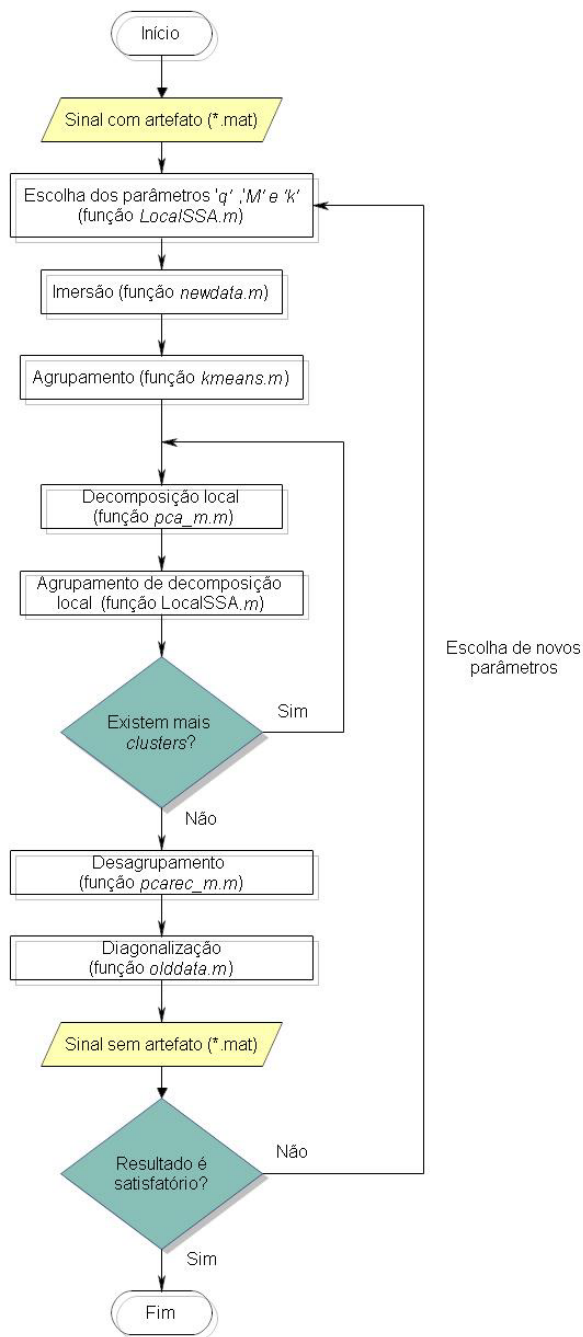 Início
Sinal com artefato (*.mat)
Escolha dos parâmetros 'q' ,'M' e 'k'
(função LocalSSA.m)
Imersão (função newdata.m)
Agrupamento (função kmeans.m)
Decomposição local
(função pca_m.m)
Agrupamento de decomposição
local (função LocalSSA.m)
Escolha de novos
parâmetros
Existem mais
clusters?
Sim
Não
Desagrupamento
(função pcarec_m.m)
Diagonalização
(função olddata.m)
Sinal sem artefato (*.mat)
Resultado é
satisfatório?
Não
Sim
Fim